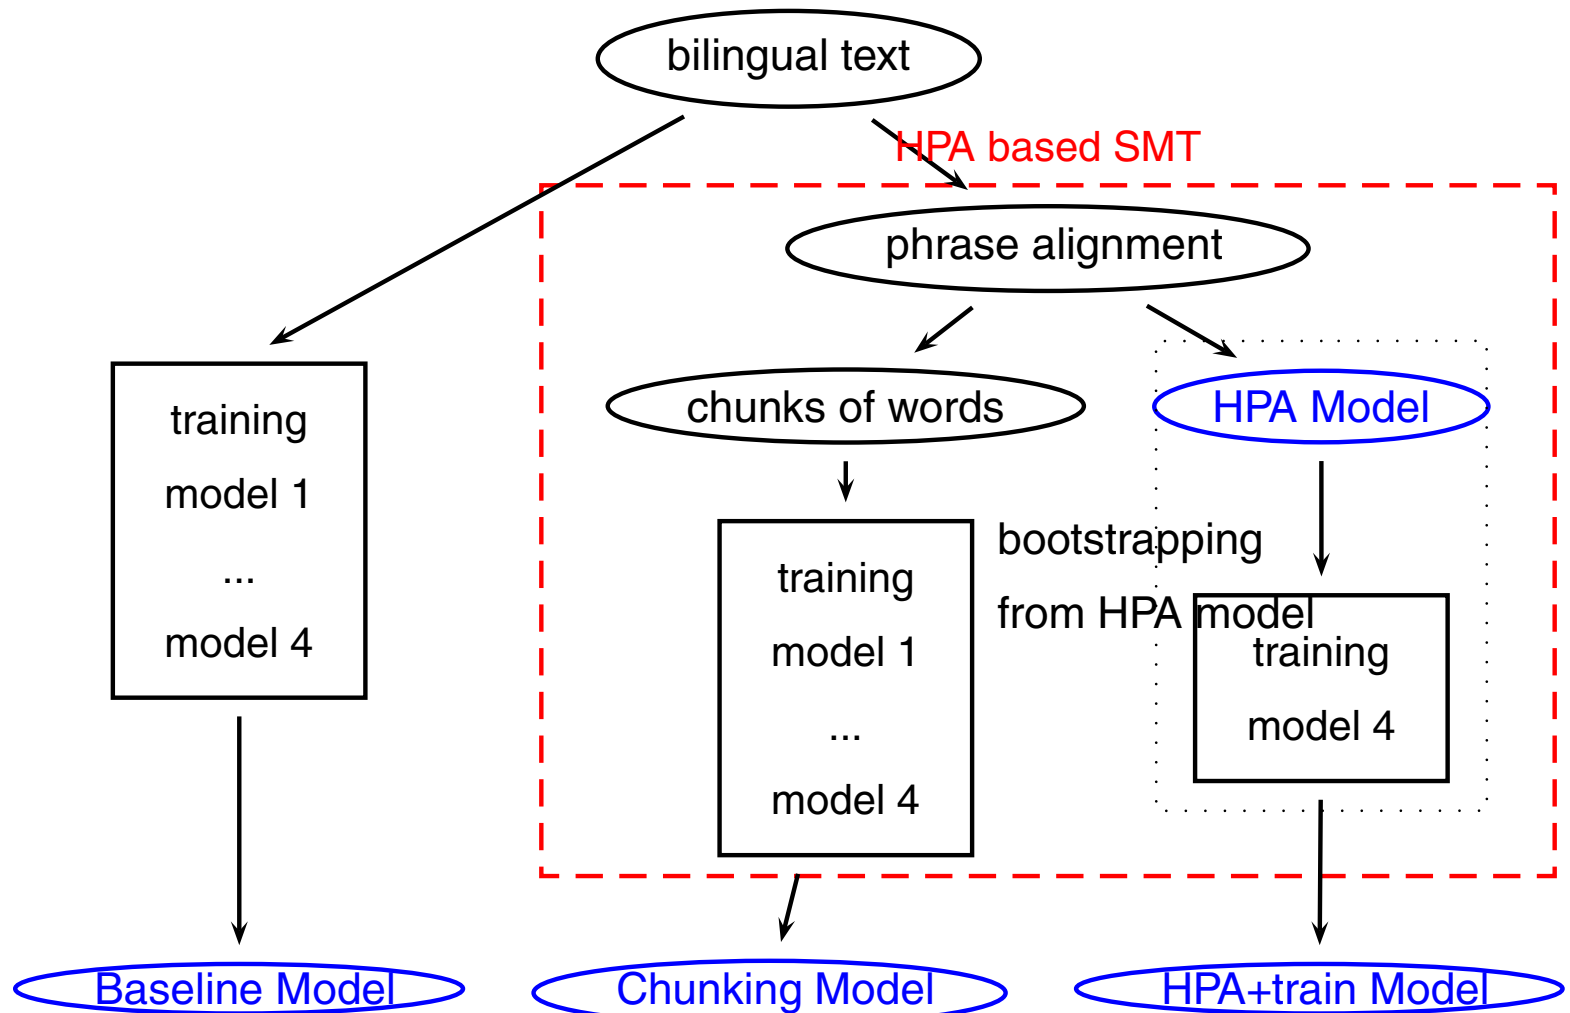 bilingual text
HPA based SMT
phrase alignment
chunks of words
HPA Model
training
model 1
...
model 4
bootstrapping
from HPA model
training
model 1
...
model 4
training
model 4
Baseline Model
Chunking Model
HPA+train Model